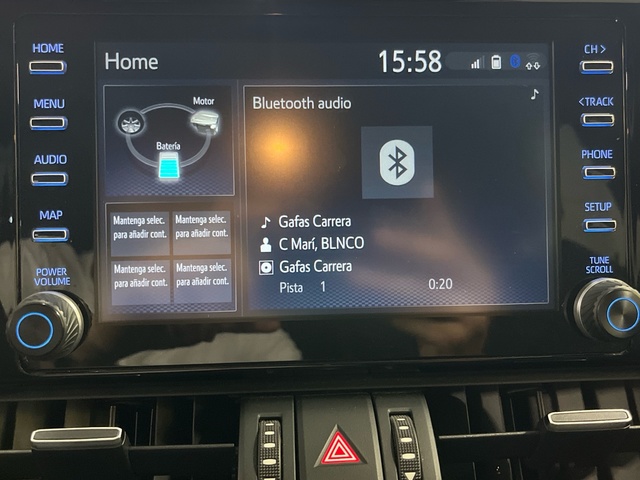 HOME
MENU
AUDIO
MAP
POWER
VOLUME
Home
15:58
Motor
Batería
Mantenga selec.
para añadir cont.
Mantenga selec.
para añadir cont.
Mantenga selec.
para añadir cont.
Mantenga selec.
para añadir cont.
Bluetooth audio
Gafas Carrera
C Marí, BLNCO
Gafas Carrera
Pista 1 0:20
CH >
<TRACK
PHONE
SETUP
TUNE
SCROLL